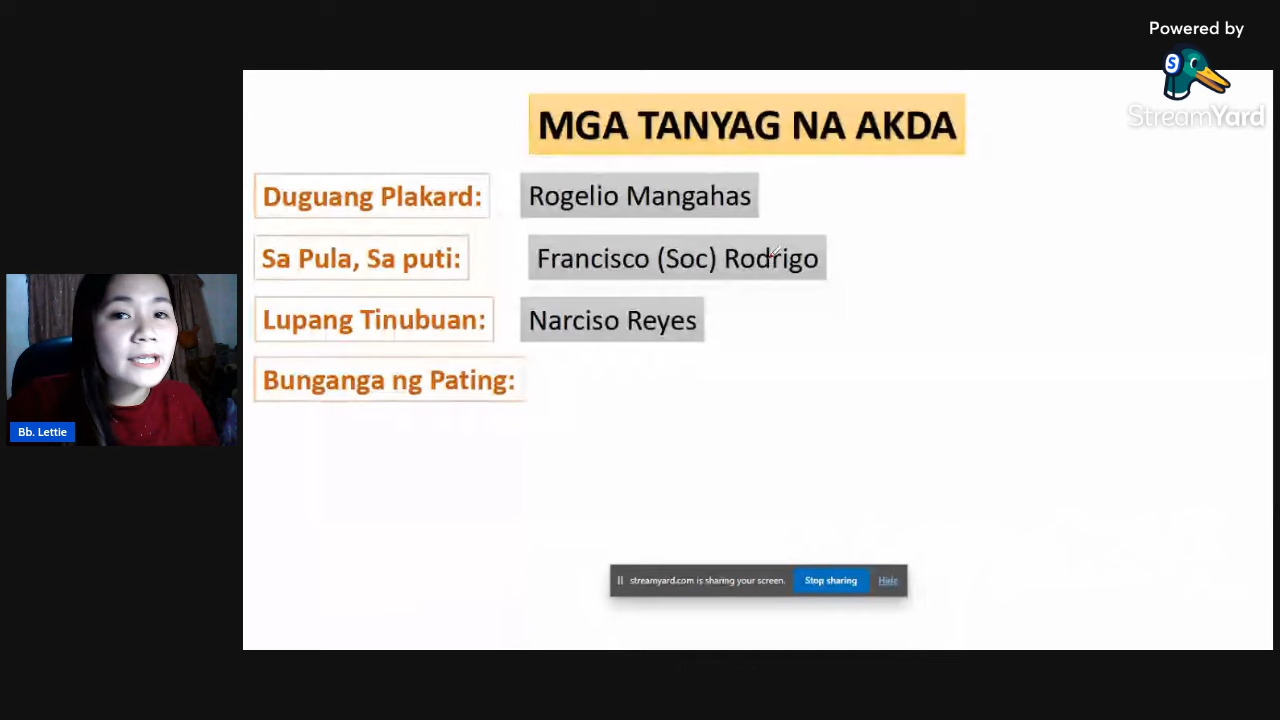 Powered by
StreamYard
MGA TANYAG NA AKDA
Duguang Plakard: Rogelio Mangahas
Sa Pula, Sa puti: Francisco (Soc) Rodrigo
Lupang Tinubuan: Narciso Reyes
Bunganga ng Pating:
Bb. Lettie
streamyard.com is sharing your screen. Stop sharing Hide